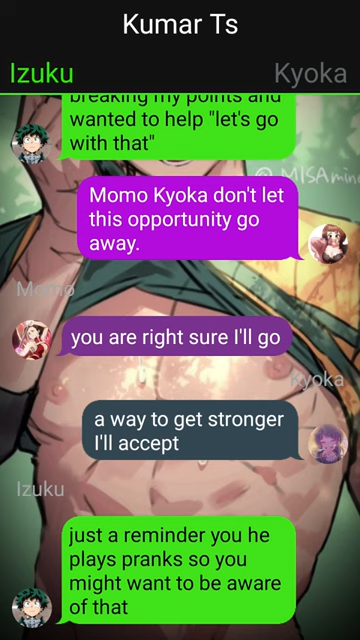 Kumar Ts
Izuku Kyoka
breaking my points and
wanted to help "let's go
with that"
@MISAmin
Momo Kyoka don't let
this opportunity go
away.
Momo
you are right sure I'll go
Kyoka
a way to get stronger
I'll accept
Izuku
just a reminder you he
plays pranks so you
might want to be aware
of that